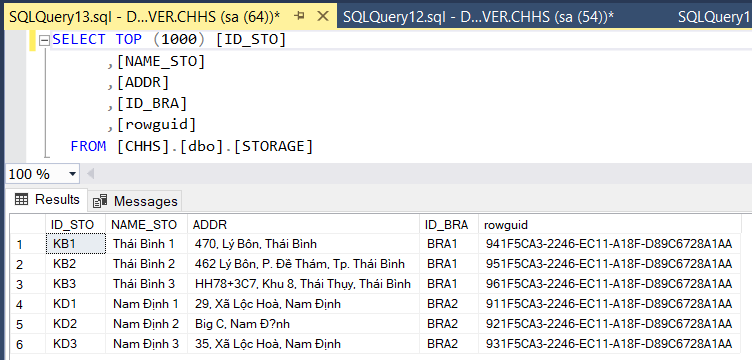 SQLQuery13.sql - D...VER.CHHS (sa (64))* SQLQuery12.sql - D...VER.CHHS (sa (54))* SQLQuery1
SELECT TOP (1000) [ID_STO]
,[NAME_STO]
,[ADDR]
,[ID_BRA]
,[rowguid]
FROM [CHHS].[dbo].[STORAGE]
100 %
Results Messages
ID_STO NAME_STO ADDR ID_BRA rowguid
1 KB1 Thái Bình 1 470, Lý Bôn, Thái Bình BRA1 941F5CA3-2246-EC11-A18F-D89C6728A1AA
2 KB2 Thái Bình 2 462 Lý Bôn, P. Đề Thám, Tp. Thái Bình BRA1 951F5CA3-2246-EC11-A18F-D89C6728A1AA
3 KB3 Thái Bình 3 HH78+3C7, Khu 8, Thái Thụy, Thái Bình BRA1 961F5CA3-2246-EC11-A18F-D89C6728A1AA
4 KD1 Nam Định 1 29, Xã Lộc Hoà, Nam Định BRA2 911F5CA3-2246-EC11-A18F-D89C6728A1AA
5 KD2 Nam Định 2 Big C, Nam Đ?nh BRA2 921F5CA3-2246-EC11-A18F-D89C6728A1AA
6 KD3 Nam Định 3 35, Xã Lộc Hoà, Nam Định BRA2 931F5CA3-2246-EC11-A18F-D89C6728A1AA